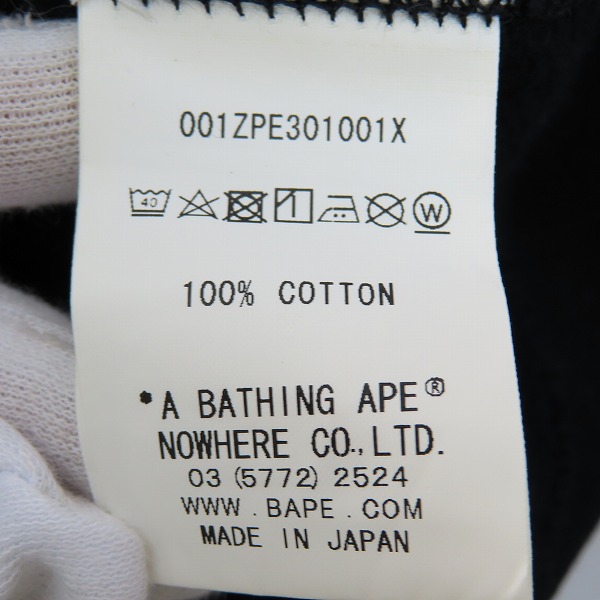 001ZPE301001X
40 W
100% COTTON
*A BATHING APE®
NOWHERE CO.,LTD.
03 (5772) 2524
WWW.BAPE.COM
MADE IN JAPAN